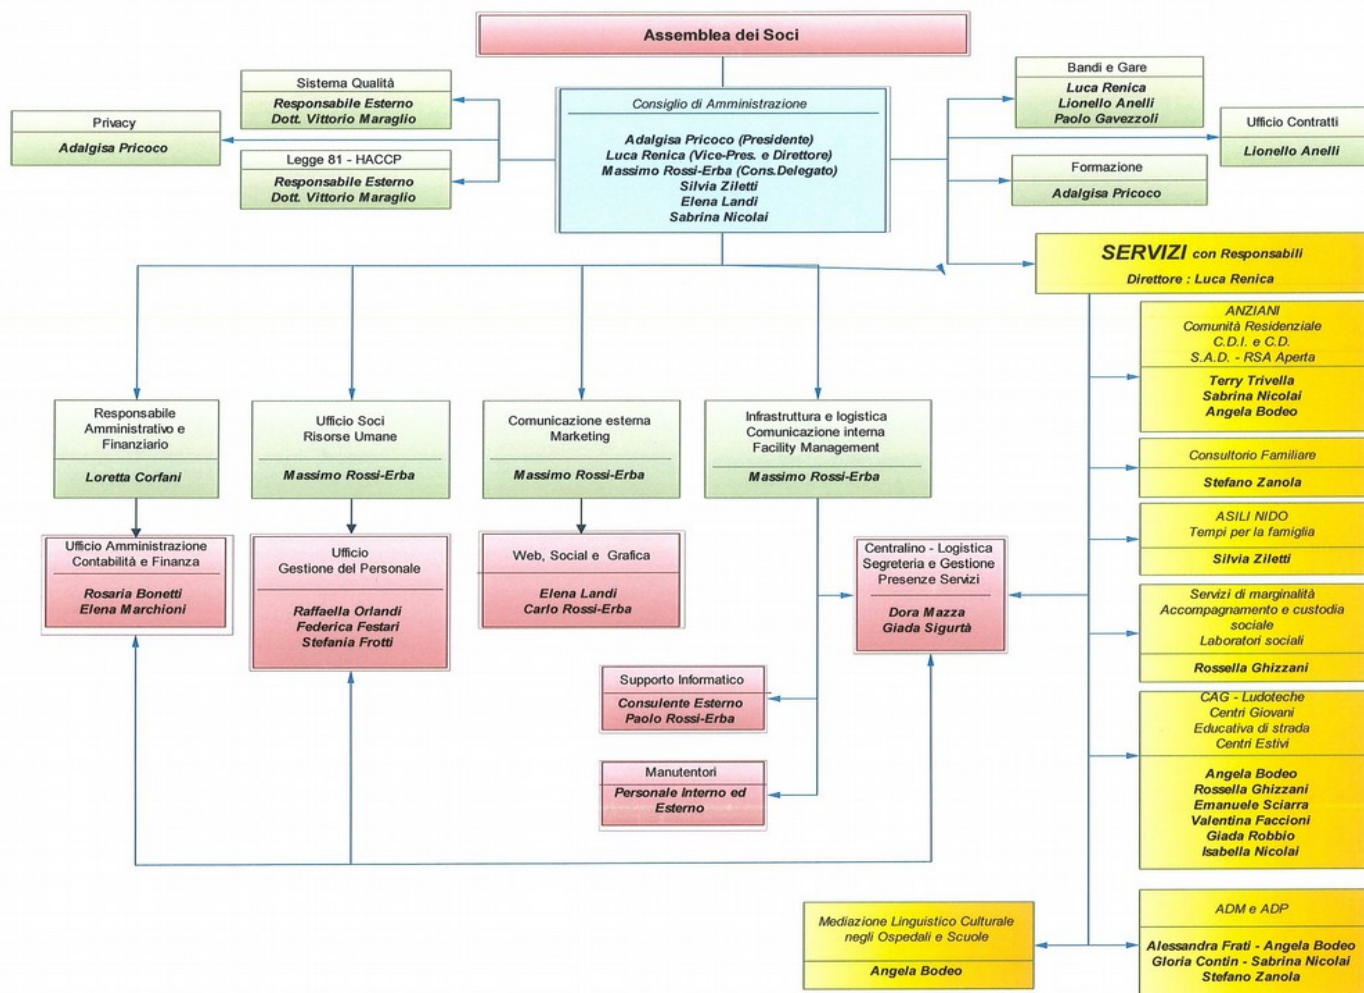 Assemblea dei Soci
Sistema Qualità
Responsabile Esterno
Dott. Vittorio Maraglio
Privacy
Adalgisa Pricoco
Legge 81 - HACCP
Responsabile Esterno
Dott. Vittorio Maraglio
Consiglio di Amministrazione
Adalgisa Pricoco (Presidente)
Luca Renica (Vice-Pres. e Direttore)
Massimo Rossi-Erba (Cons.Delegato)
Silvia Ziletti
Elena Landi
Sabrina Nicolai
Bandi e Gare
Luca Renica
Lionello Anelli
Paolo Gavezzoli
Ufficio Contratti
Lionello Anelli
Formazione
Adalgisa Pricoco
SERVIZI con Responsabili
Direttore : Luca Renica
Responsabile
Amministrativo e
Finanziario
Loretta Corfani
Ufficio Soci
Risorse Umane
Massimo Rossi-Erba
Comunicazione esterna
Marketing
Massimo Rossi-Erba
Infrastruttura e logistica
Comunicazione interna
Facility Management
Massimo Rossi-Erba
Ufficio Amministrazione
Contabilità e Finanza
Rosaria Bonetti
Elena Marchioni
Ufficio
Gestione del Personale
Raffaella Orlandi
Federica Festari
Stefania Frotti
Web, Social e Grafica
Elena Landi
Carlo Rossi-Erba
Centralino - Logistica
Segreteria e Gestione
Presenze Servizi
Dora Mazza
Giada Sigurtà
Supporto Informatico
Consulente Esterno
Paolo Rossi-Erba
Manutentori
Personale Interno ed
Esterno
ANZIANI
Comunità Residenziale
C.D.I. e C.D.
S.A.D. - RSA Aperta
Terry Trivella
Sabrina Nicolai
Angela Bodeo
Consultorio Familiare
Stefano Zanola
ASILI NIDO
Tempi per la famiglia
Silvia Ziletti
Servizi di marginalità
Accompagnamento e custodia
sociale
Laboratori sociali
Rossella Ghizzani
CAG - Ludoteche
Centri Giovani
Educativa di strada
Centri Estivi
Angela Bodeo
Rossella Ghizzani
Emanuele Sciarra
Valentina Faccioni
Giada Robbio
Isabella Nicolai
Mediazione Linguistico Culturale
negli Ospedali e Scuole
Angela Bodeo
ADM e ADP
Alessandra Frati - Angela Bodeo
Gloria Contin - Sabrina Nicolai
Stefano Zanola